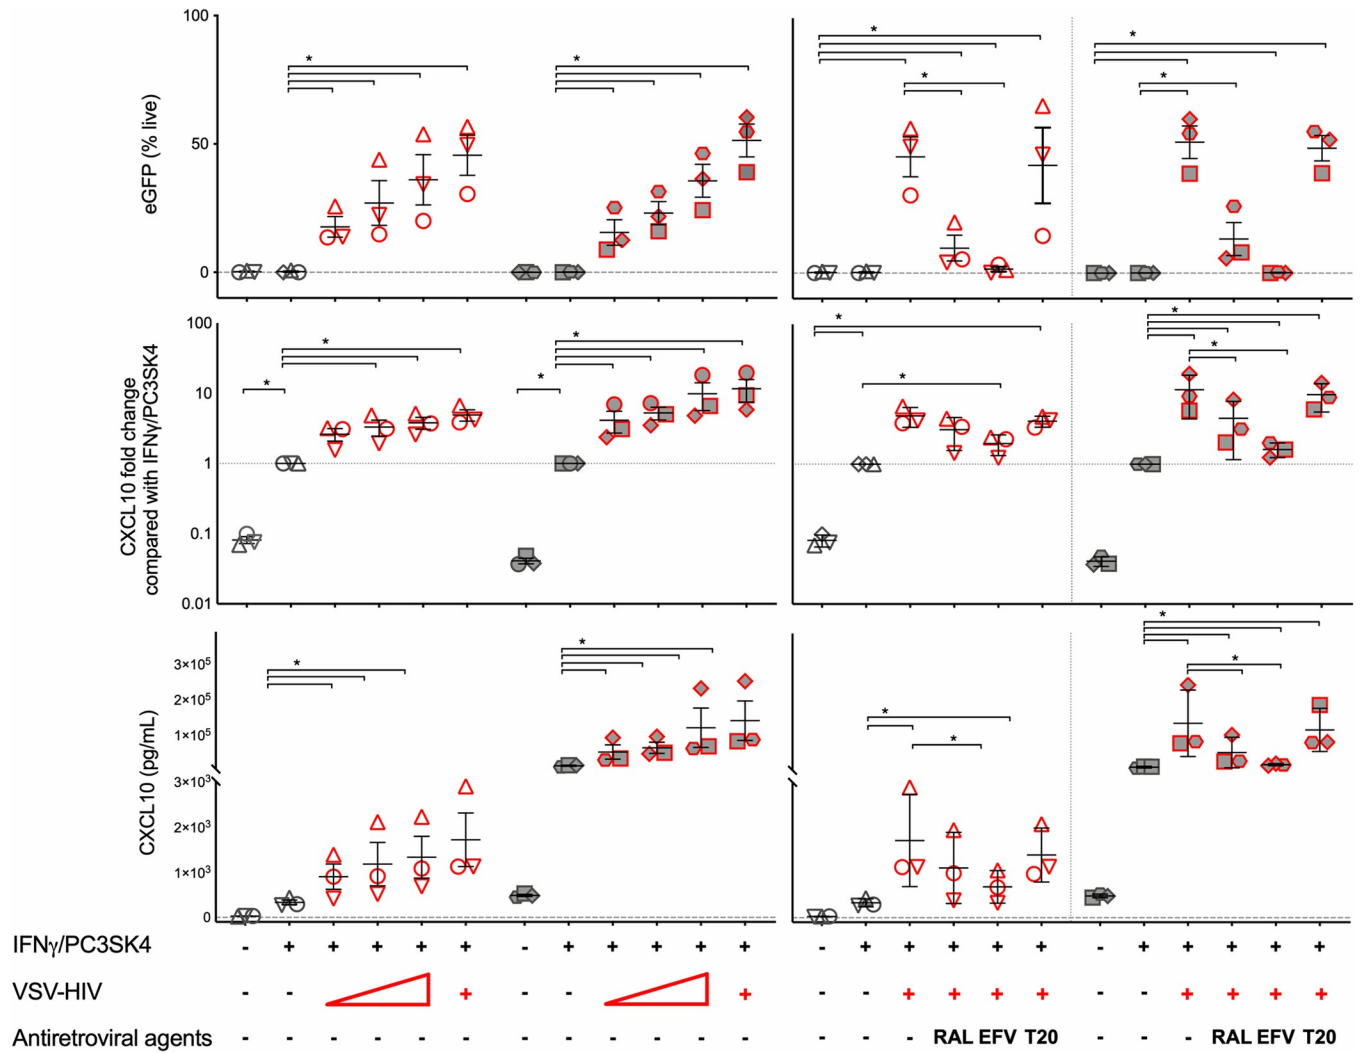 100
50
0
eGFP (% live)
* * * * * *
100
10
1
0.1
0.01
CXCL10 fold change
compared with IFNγ/PC3SK4
* * * * * * * *
3×10⁵
2×10⁵
1×10⁵
3×10³
2×10³
1×10³
0
CXCL10 (pg/mL)
* * * * * *
IFNγ/PC3SK4 - + + + + + - + + + + + - + + + + + - + + + + +
VSV-HIV - - + - - + - - + + + + - - + + + +
Antiretroviral agents - - - - - - - - - - - - - - - RAL EFV T20 - - - RAL EFV T20